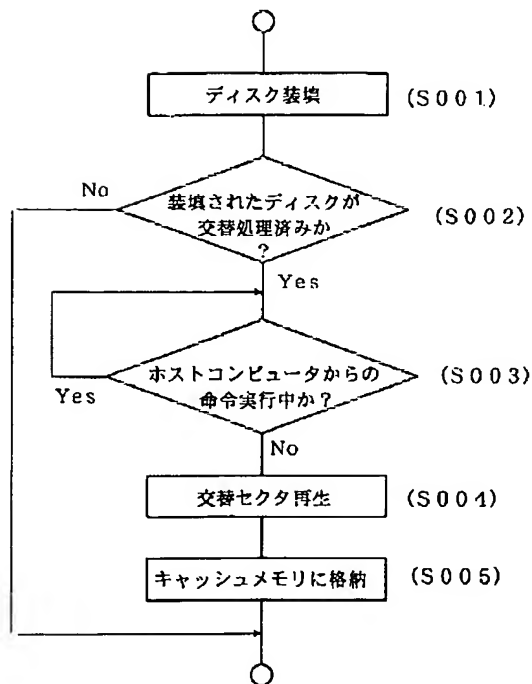 ディスク装填
(S001)
No
装填されたディスクが
交替処理済みか
?
(S002)
Yes
ホストコンピュータからの
命令実行中か?
(S003)
Yes
No
交替セクタ再生
(S004)
キャッシュメモリに格納
(S005)